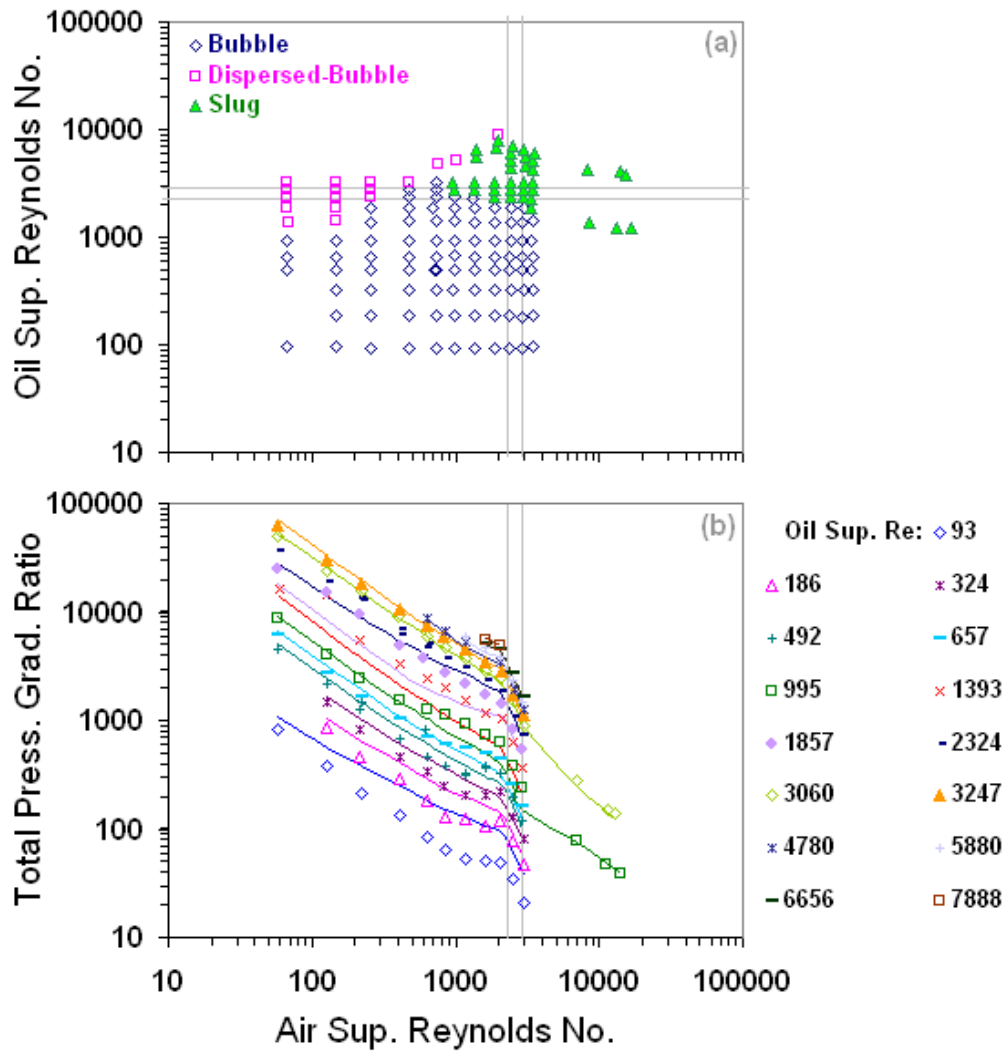 100000
10000
1000
100
10
Oil Sup. Reynolds No.
Bubble
Dispersed-Bubble
Slug
(a)
100000
10000
1000
100
10
Total Press. Grad. Ratio
(b)
10 100 1000 10000 100000
Air Sup. Reynolds No.
Oil Sup. Re: 93
186 324
492 657
995 1393
1857 2324
3060 3247
4780 5880
6656 7888